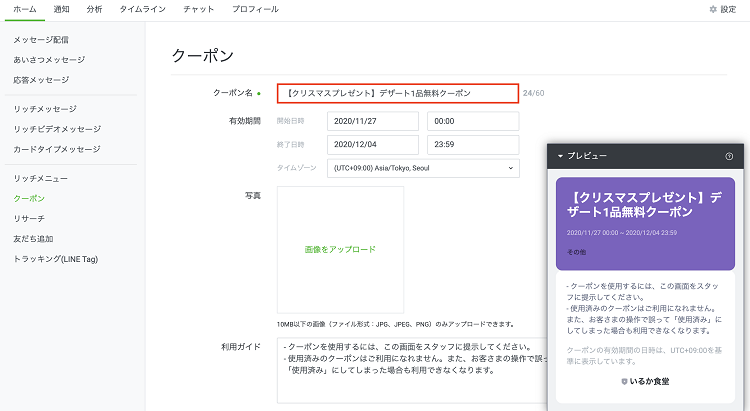 ホーム 通知 分析 タイムライン チャット プロフィール 設定
メッセージ配信
あいさつメッセージ
応答メッセージ
リッチメッセージ
リッチビデオメッセージ
カードタイプメッセージ
リッチメニュー
クーポン
リサーチ
友だち追加
トラッキング(LINE Tag)
クーポン
クーポン名 【クリスマスプレゼント】デザート1品無料クーポン 24/60
有効期間 開始日時 2020/11/27 00:00
終了日時 2020/12/04 23:59
タイムゾーン (UTC+09:00) Asia/Tokyo, Seoul
写真
画像をアップロード
10MB以下の画像（ファイル形式：JPG、JPEG、PNG）のみアップロードできます。
利用ガイド
- クーポンを使用するには、この画面をスタッフに提示してください。
- 使用済みのクーポンはご利用になれません。また、お客さまの操作で誤って
「使用済み」にしてしまった場合も利用できなくなります。
プレビュー
【クリスマスプレゼント】デ
ザート1品無料クーポン
2020/11/27 00:00 ~ 2020/12/04 23:59
その他
- クーポンを使用するには、この画面をスタッ
フに提示してください。
- 使用済みのクーポンはご利用になれません。
また、お客さまの操作で誤って「使用済み」に
してしまった場合も利用できなくなります。
クーポンの有効期間の日時は、UTC+09:00を基
準に表示しています。
いるか食堂